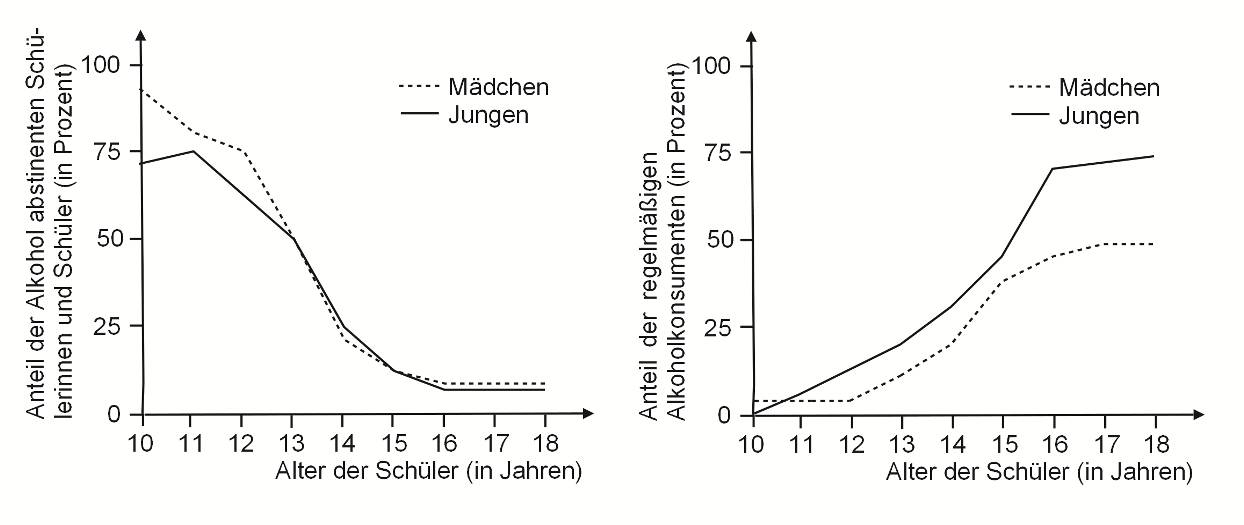 Anteil der Alkohol abstinenten Schü-
lerinnen und Schüler (in Prozent)
100
75
50
25
0
Mädchen
Jungen
10 11 12 13 14 15 16 17 18
Alter der Schüler (in Jahren)
Anteil der regelmäßigen
Alkoholkonsumenten (in Prozent)
100
75
50
25
0
Mädchen
Jungen
10 11 12 13 14 15 16 17 18
Alter der Schüler (in Jahren)